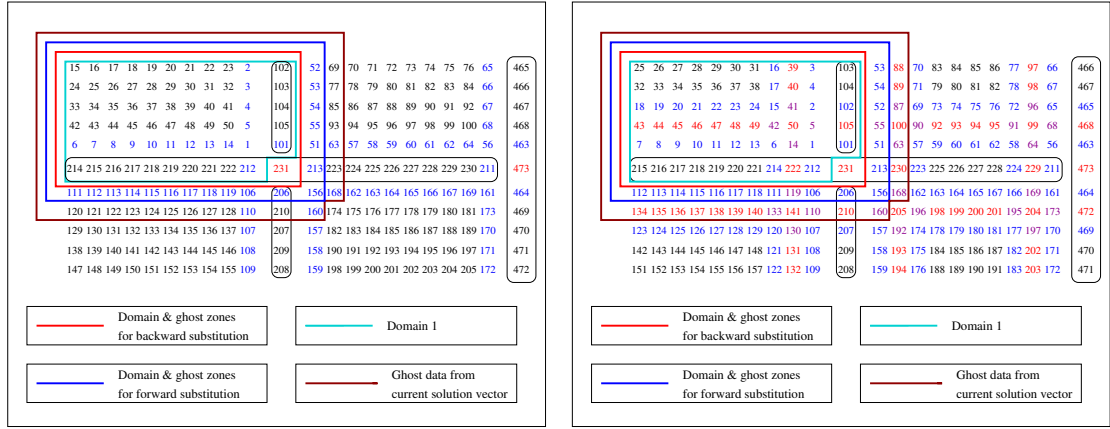 15 16 17 18 19 20 21 22 23 2 102 52 69 70 71 72 73 74 75 76 65 465
24 25 26 27 28 29 30 31 32 3 103 53 77 78 79 80 81 82 83 84 66 466
33 34 35 36 37 38 39 40 41 4 104 54 85 86 87 88 89 90 91 92 67 467
42 43 44 45 46 47 48 49 50 5 105 55 93 94 95 96 97 98 99 100 68 468
6 7 8 9 10 11 12 13 14 1 101 51 63 57 58 59 60 61 62 64 56 463
214 215 216 217 218 219 220 221 222 212 231 213 223 224 225 226 227 228 229 230 211 473
111 112 113 114 115 116 117 118 119 106 206 156 168 162 163 164 165 166 167 169 161 464
120 121 122 123 124 125 126 127 128 110 210 160 174 175 176 177 178 179 180 181 173 469
129 130 131 132 133 134 135 136 137 107 207 157 182 183 184 185 186 187 188 189 170 470
138 139 140 141 142 143 144 145 146 108 209 158 190 191 192 193 194 195 196 197 171 471
147 148 149 150 151 152 153 154 155 109 208 159 198 199 200 201 202 203 204 205 172 472
Domain & ghost zones
for backward substitution
Domain 1
Domain & ghost zones
for forward substitution
Ghost data from
current solution vector
25 26 27 28 29 30 31 16 39 3 103 53 88 70 83 84 85 86 77 97 66 466
32 33 34 35 36 37 38 17 40 4 104 54 89 71 79 80 81 82 78 98 67 467
18 19 20 21 22 23 24 15 41 2 102 52 87 69 73 74 75 76 72 96 65 465
43 44 45 46 47 48 49 42 50 5 105 55 100 90 92 93 94 95 91 99 68 468
7 8 9 10 11 12 13 6 14 1 101 51 63 57 58 59 60 61 62 64 56 463
215 216 217 218 219 220 221 214 222 212 231 213 230 223 225 226 227 228 224 229 211 473
112 113 114 115 116 117 118 111 119 106 206 156 168 162 164 165 166 167 163 169 161 464
134 135 136 137 138 139 140 133 141 110 210 160 205 196 198 199 200 201 195 204 173 472
123 124 125 126 127 128 129 120 130 107 207 157 192 174 178 179 180 181 177 197 170 469
142 143 144 145 146 147 148 121 131 108 209 158 193 175 184 185 186 187 182 202 171 470
151 152 153 154 155 156 157 122 132 109 208 159 194 176 188 189 190 191 183 203 172 471
Domain & ghost zones
for backward substitution
Domain 1
Domain & ghost zones
for forward substitution
Ghost data from
current solution vector